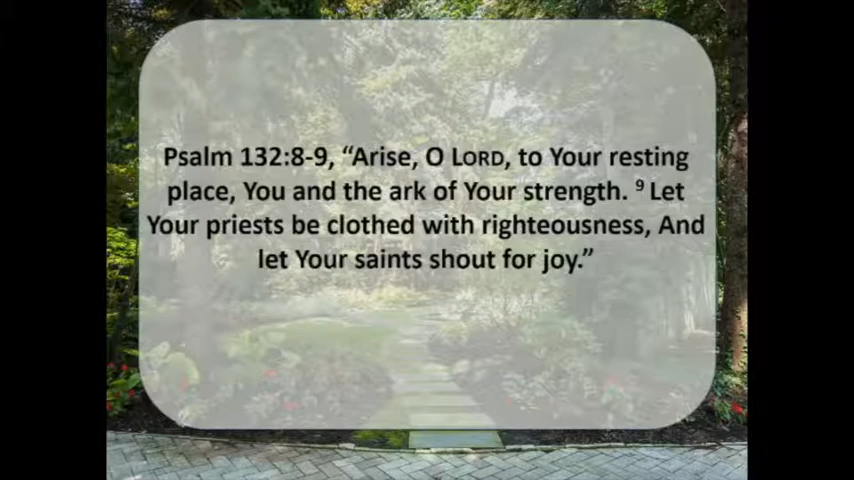 Psalm 132:8-9, “Arise, O LORD, to Your resting
place, You and the ark of Your strength. 9 Let
Your priests be clothed with righteousness, And
let Your saints shout for joy.”